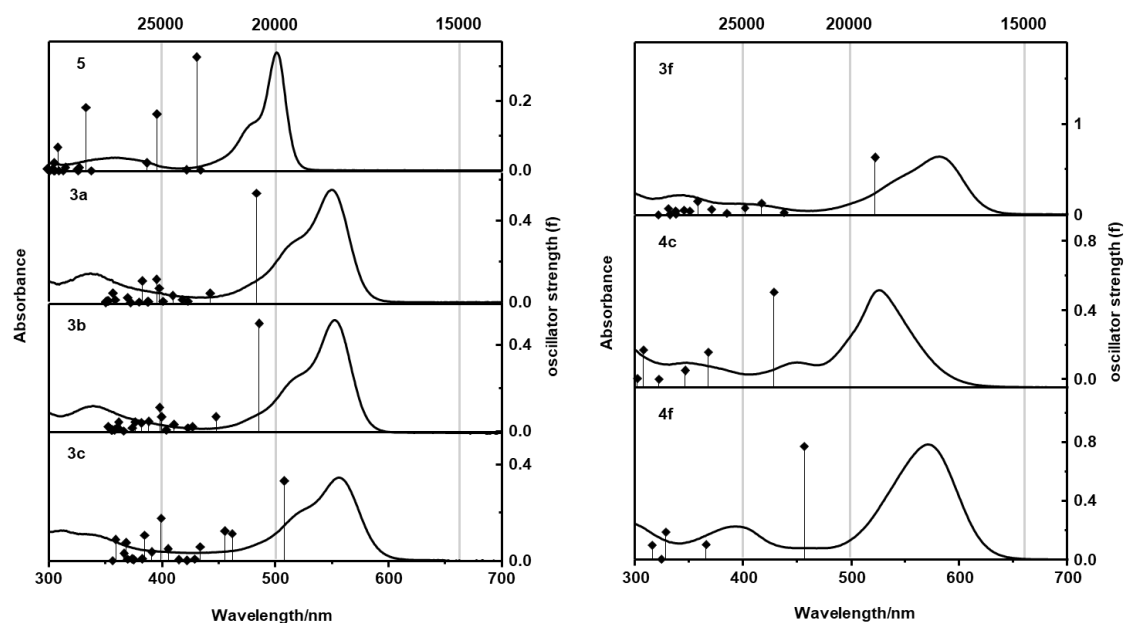 25000 20000 15000
5
0.2
0.0
3a
0.4
0.0
3b
0.4
0.0
3c
0.4
0.0
300 400 500 600 700
Wavelength/nm
Absorbance
oscillator strength (f)
25000 20000 15000
3f
1
0
4c
0.8
0.4
0.0
4f
0.8
0.4
0.0
300 400 500 600 700
Wavelength/nm
Absorbance
oscillator strength (f)